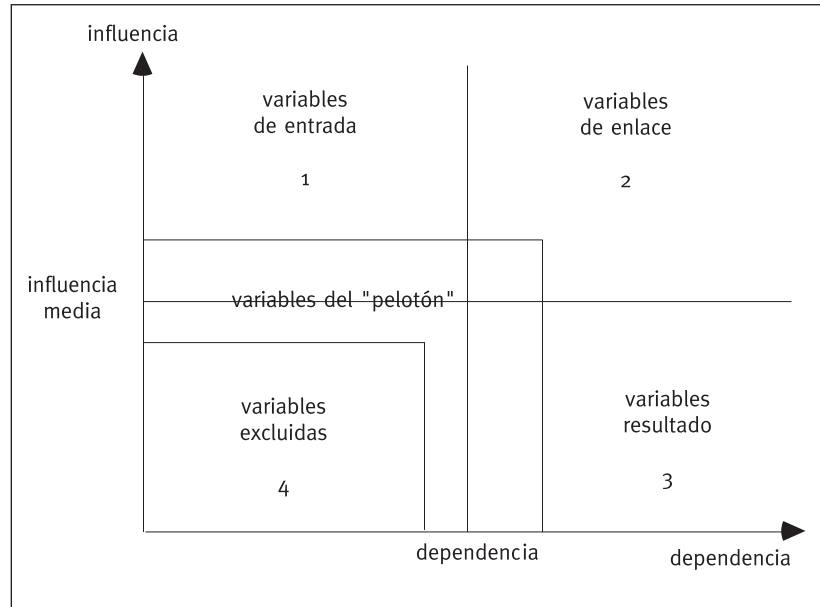 influencia
variables
de entrada
1
variables
de enlace
2
influencia
media
variables del "pelotón"
variables
excluidas
4
variables
resultado
3
dependencia
dependencia